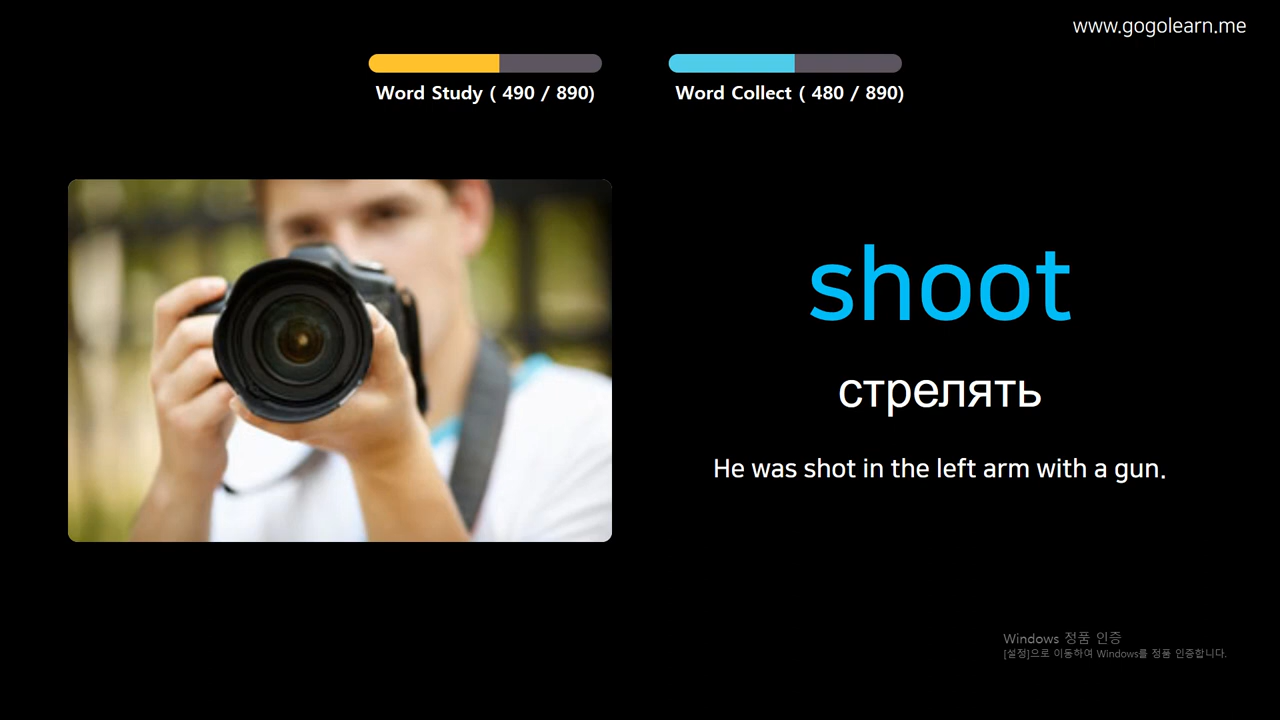 www.gogolearn.me
Word Study ( 490 / 890)
Word Collect ( 480 / 890)
shoot
стрелять
He was shot in the left arm with a gun.
Windows 정품 인증
[설정]으로 이동하여 Windows를 정품 인증합니다.